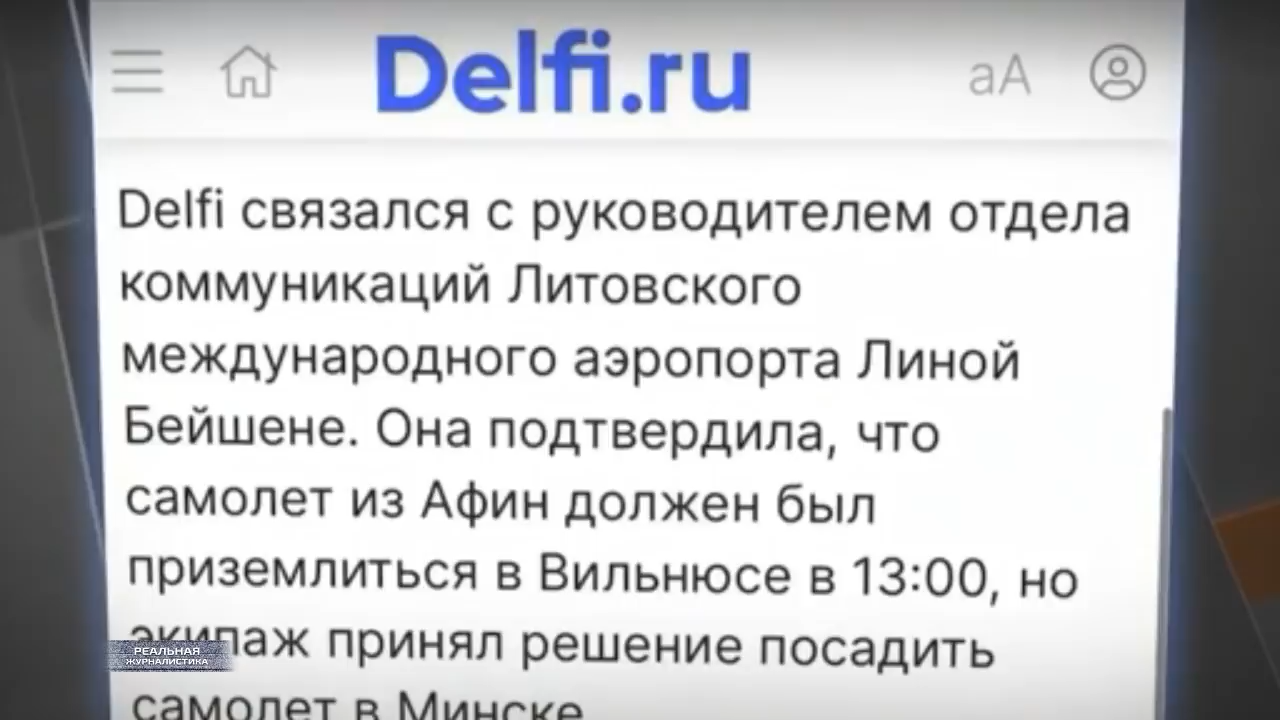 Delfi.ru
аА
Delfi связался с руководителем отдела
коммуникаций Литовского
международного аэропорта Линой
Бейшене. Она подтвердила, что
самолет из Афин должен был
приземлиться в Вильнюсе в 13:00, но
экипаж принял решение посадить
самолет в Минске
РЕАЛЬНАЯ
ЖУРНАЛИСТИКА